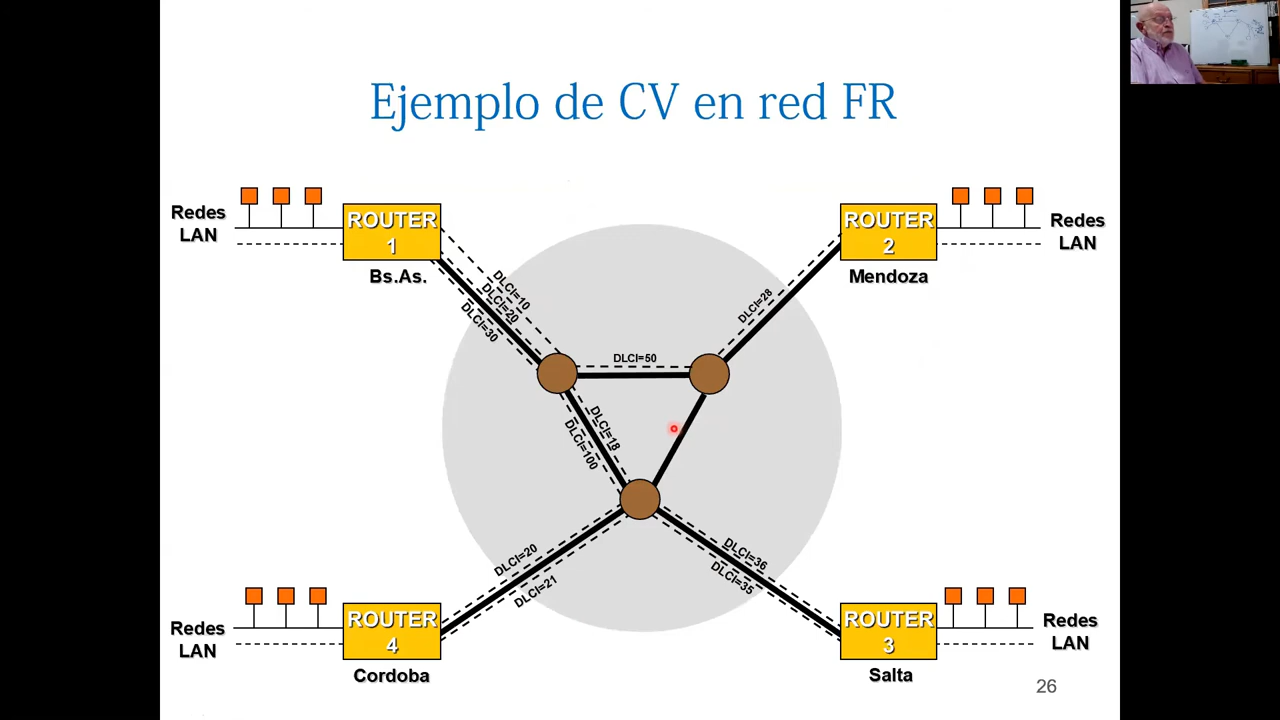 Ejemplo de CV en red FR
Redes
LAN
ROUTER
1
Bs.As.
ROUTER
2
Mendoza
Redes
LAN
DLCI=10
DLCI=20
DLCI=30
DLCI=28
DLCI=50
DLCI=18
DLCI=100
DLCI=20
DLCI=21
DLCI=36
DLCI=35
Redes
LAN
ROUTER
4
Cordoba
ROUTER
3
Salta
Redes
LAN
26